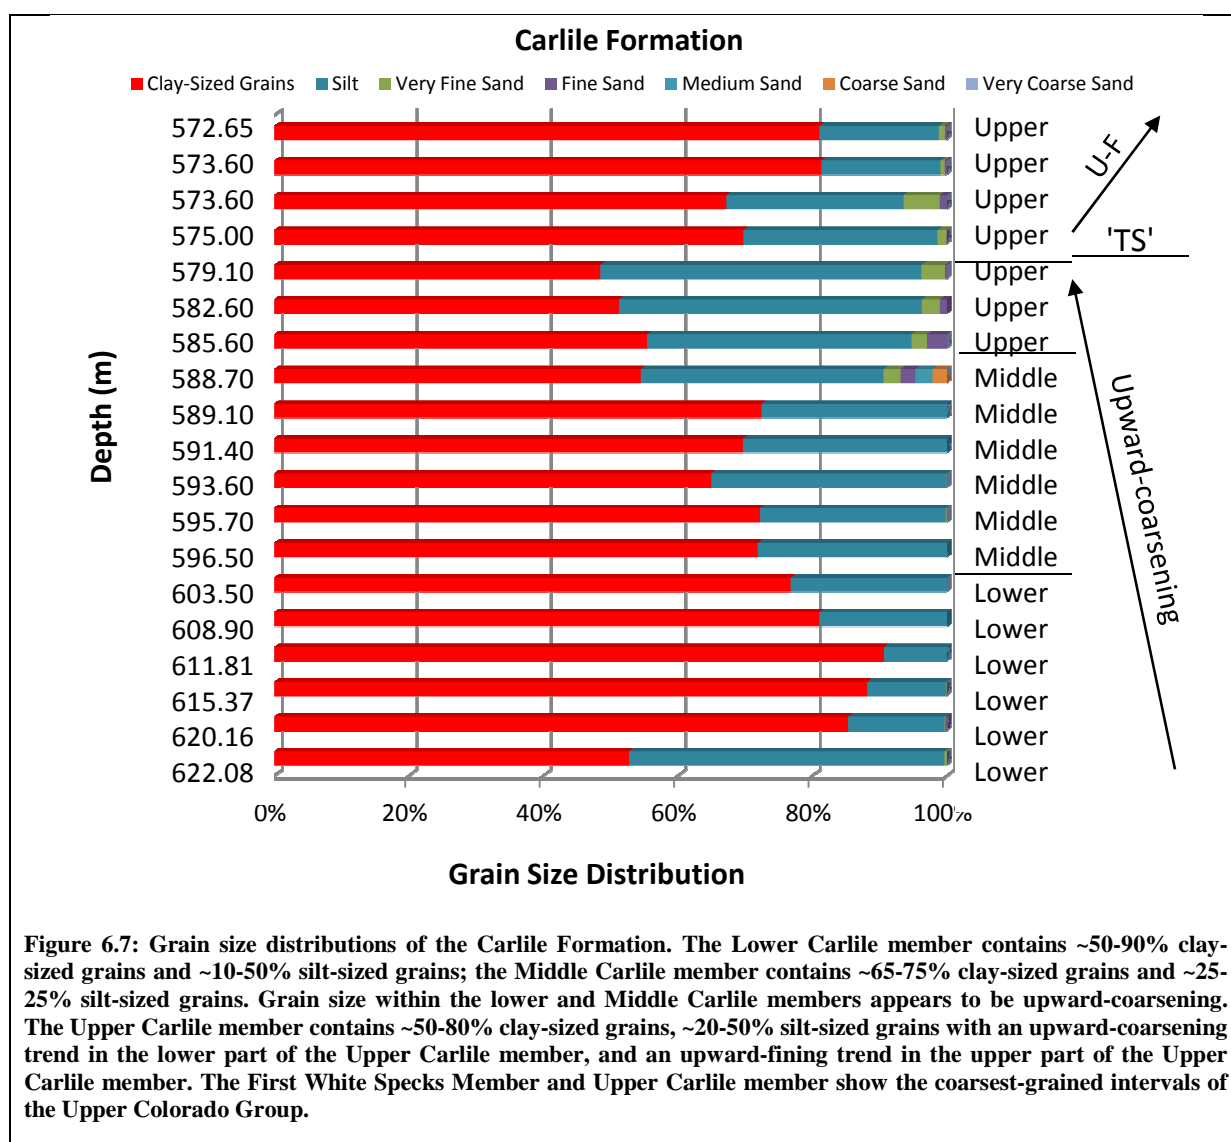 Carlile Formation
Clay-Sized Grains Silt Very Fine Sand Fine Sand Medium Sand Coarse Sand Very Coarse Sand
572.65 Upper
573.60 Upper
573.60 Upper
575.00 Upper
579.10 Upper
582.60 Upper
585.60 Upper
588.70 Middle
589.10 Middle
591.40 Middle
593.60 Middle
595.70 Middle
596.50 Middle
603.50 Lower
608.90 Lower
611.81 Lower
615.37 Lower
620.16 Lower
622.08 Lower
U-F
'TS'
Upward-coarsening
Depth (m)
0% 20% 40% 60% 80% 100%
Grain Size Distribution
Figure 6.7: Grain size distributions of the Carlile Formation. The Lower Carlile member contains ~50-90% clay-
sized grains and ~10-50% silt-sized grains; the Middle Carlile member contains ~65-75% clay-sized grains and ~25-
25% silt-sized grains. Grain size within the lower and Middle Carlile members appears to be upward-coarsening.
The Upper Carlile member contains ~50-80% clay-sized grains, ~20-50% silt-sized grains with an upward-coarsening
trend in the lower part of the Upper Carlile member, and an upward-fining trend in the upper part of the Upper
Carlile member. The First White Specks Member and Upper Carlile member show the coarsest-grained intervals of
the Upper Colorado Group.